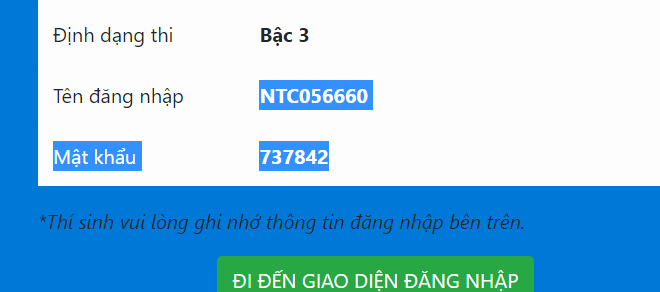 Định dạng thi Bậc 3
Tên đăng nhập NTC056660
Mật khẩu 737842
*Thí sinh vui lòng ghi nhớ thông tin đăng nhập bên trên.
ĐI ĐẾN GIAO DIỆN ĐĂNG NHẬP